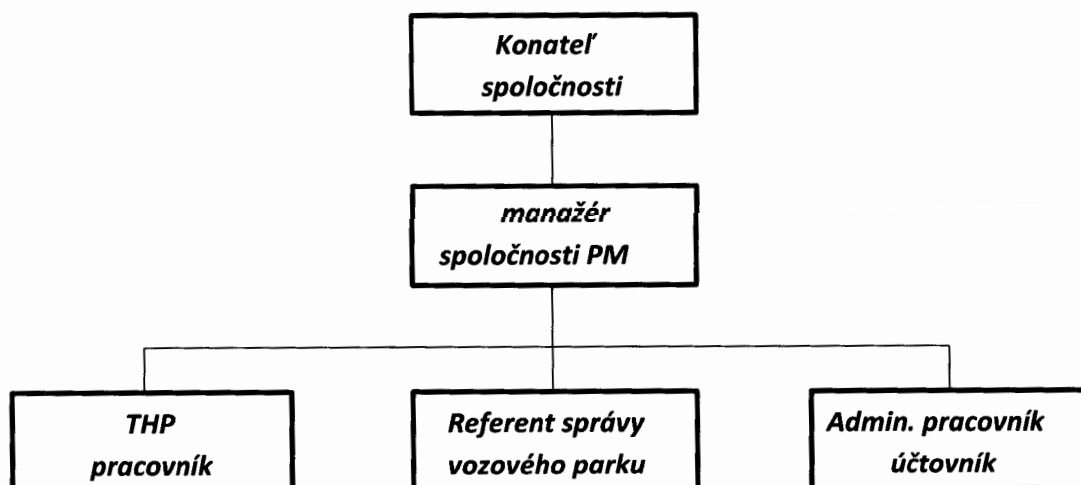 Konateľ
spoločnosti
manažér
spoločnosti PM
THP
pracovník
Referent správy
vozového parku
Admin. pracovník
účtovník